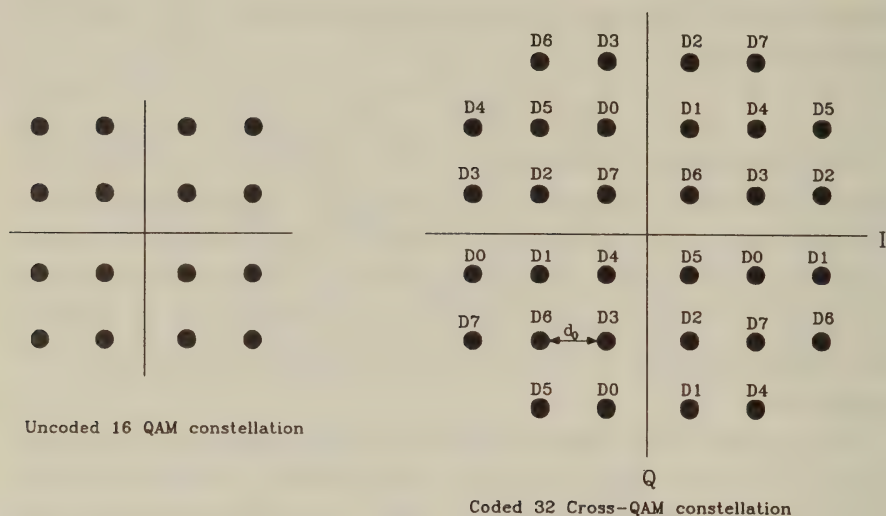 D6 D3 D2 D7
D4 D5 D0 D1 D4 D5
D3 D2 D7 D6 D3 D2
I
D0 D1 D4 D5 D0 D1
D7 D6 d0 D3 D2 D7 D6
D5 D0 D1 D4
Uncoded 16 QAM constellation
Q
Coded 32 Cross-QAM constellation